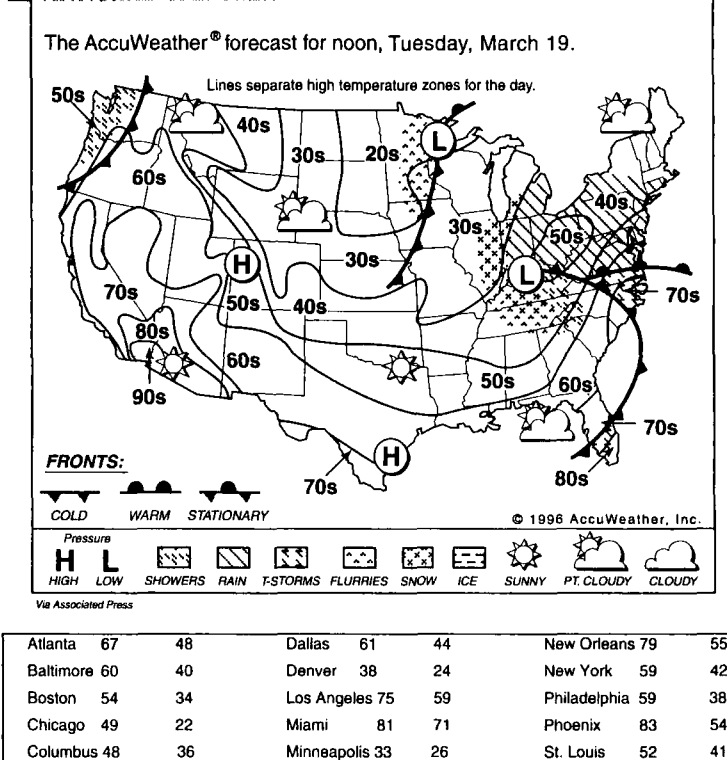 The AccuWeather® forecast for noon, Tuesday, March 19.
Lines separate high temperature zones for the day.
50s
40s
30s
20s
L
60s
40s
30s
50s
30s
H
L
70s
50s
40s
70s
80s
60s
50s
60s
90s
70s
H
70s
80s
FRONTS:
COLD WARM STATIONARY
© 1996 AccuWeather, Inc.
Pressure
H L
HIGH LOW SHOWERS RAIN T-STORMS FLURRIES SNOW ICE SUNNY PT. CLOUDY CLOUDY
Via Associated Press
Atlanta 67 48 Dallas 61 44 New Orleans 79 55
Baltimore 60 40 Denver 38 24 New York 59 42
Boston 54 34 Los Angeles 75 59 Philadelphia 59 38
Chicago 49 22 Miami 81 71 Phoenix 83 54
Columbus 48 36 Minneapolis 33 26 St. Louis 52 41